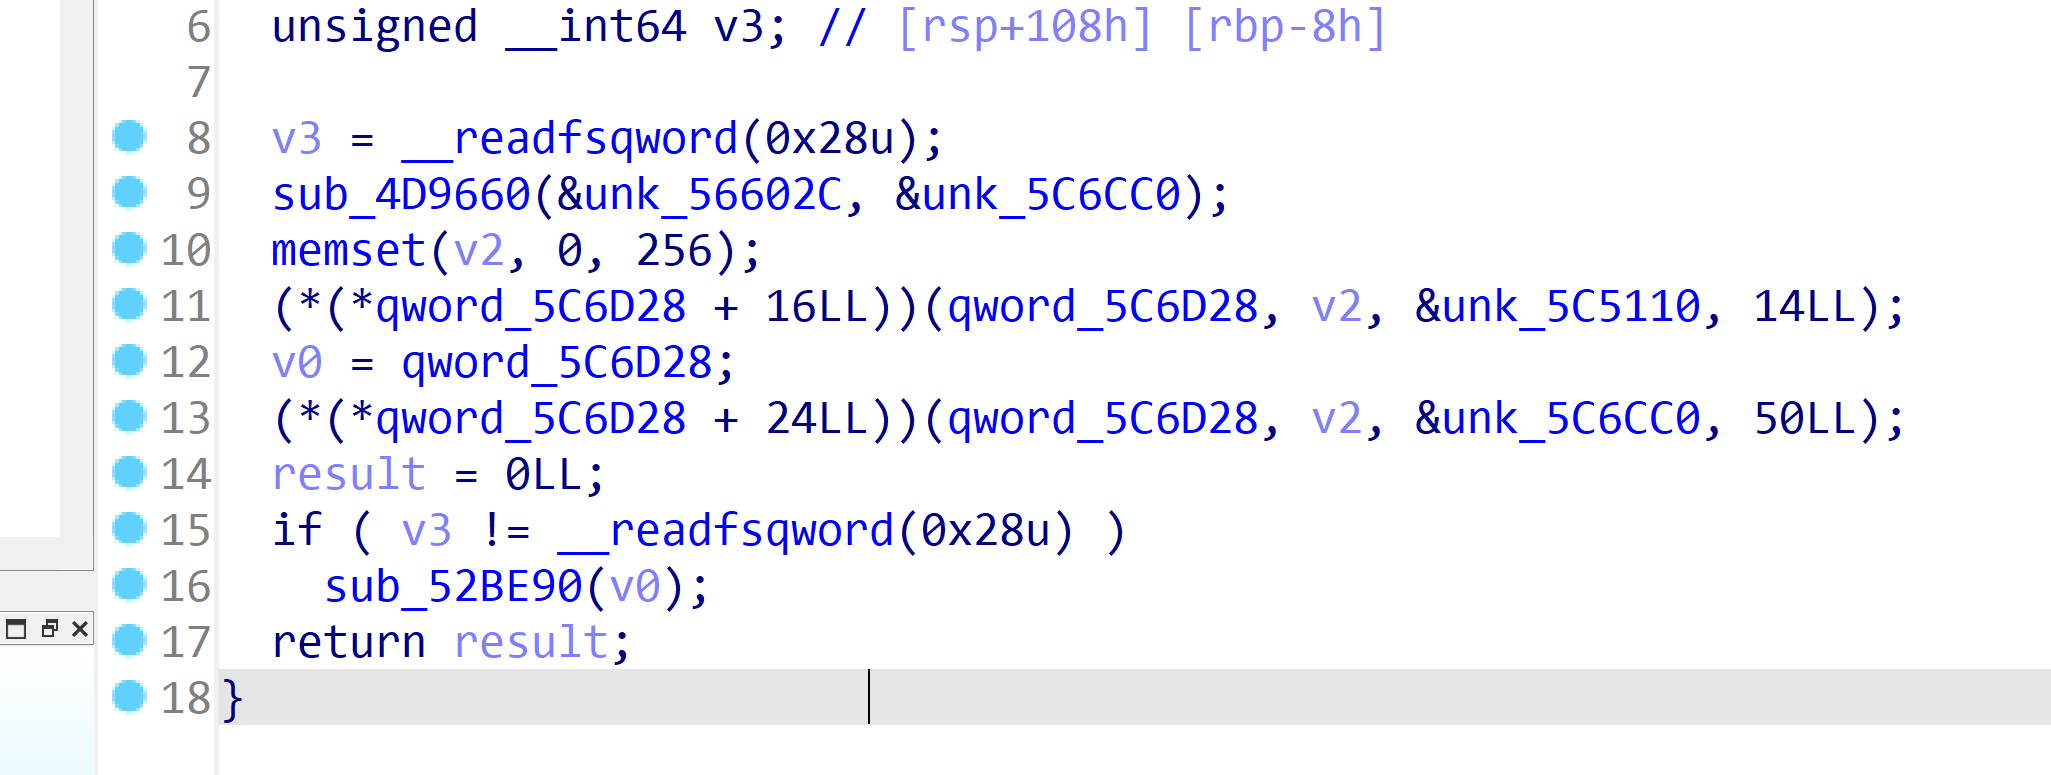 6 unsigned __int64 v3; // [rsp+108h] [rbp-8h]
7
8 v3 = __readfsqword(0x28u);
9 sub_4D9660(&unk_56602C, &unk_5C6CC0);
10 memset(v2, 0, 256);
11 (*(*qword_5C6D28 + 16LL))(qword_5C6D28, v2, &unk_5C5110, 14LL);
12 v0 = qword_5C6D28;
13 (*(*qword_5C6D28 + 24LL))(qword_5C6D28, v2, &unk_5C6CC0, 50LL);
14 result = 0LL;
15 if ( v3 != __readfsqword(0x28u) )
16 sub_52BE90(v0);
17 return result;
18 }